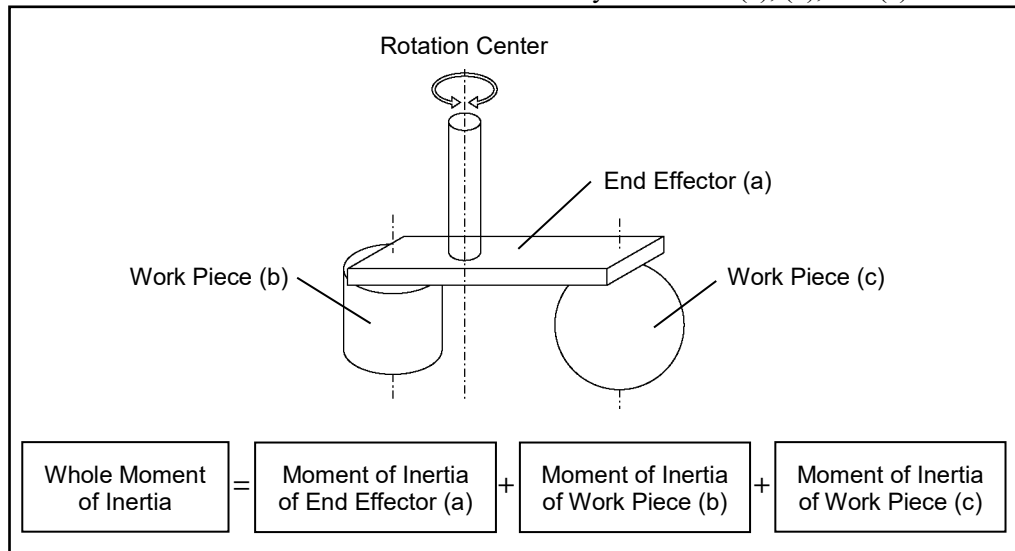 Rotation Center
End Effector (a)
Work Piece (b)
Work Piece (c)
Whole Moment
of Inertia
=
Moment of Inertia
of End Effector (a)
+
Moment of Inertia
of Work Piece (b)
+
Moment of Inertia
of Work Piece (c)